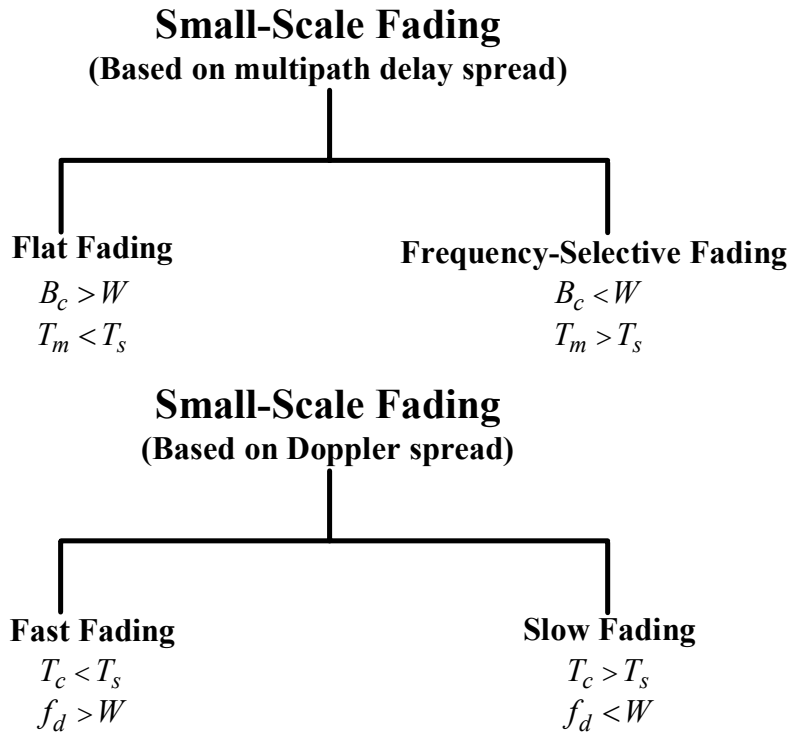 Small-Scale Fading
(Based on multipath delay spread)
Flat Fading
B_c > W
T_m < T_s
Frequency-Selective Fading
B_c < W
T_m > T_s
Small-Scale Fading
(Based on Doppler spread)
Fast Fading
T_c < T_s
f_d > W
Slow Fading
T_c > T_s
f_d < W